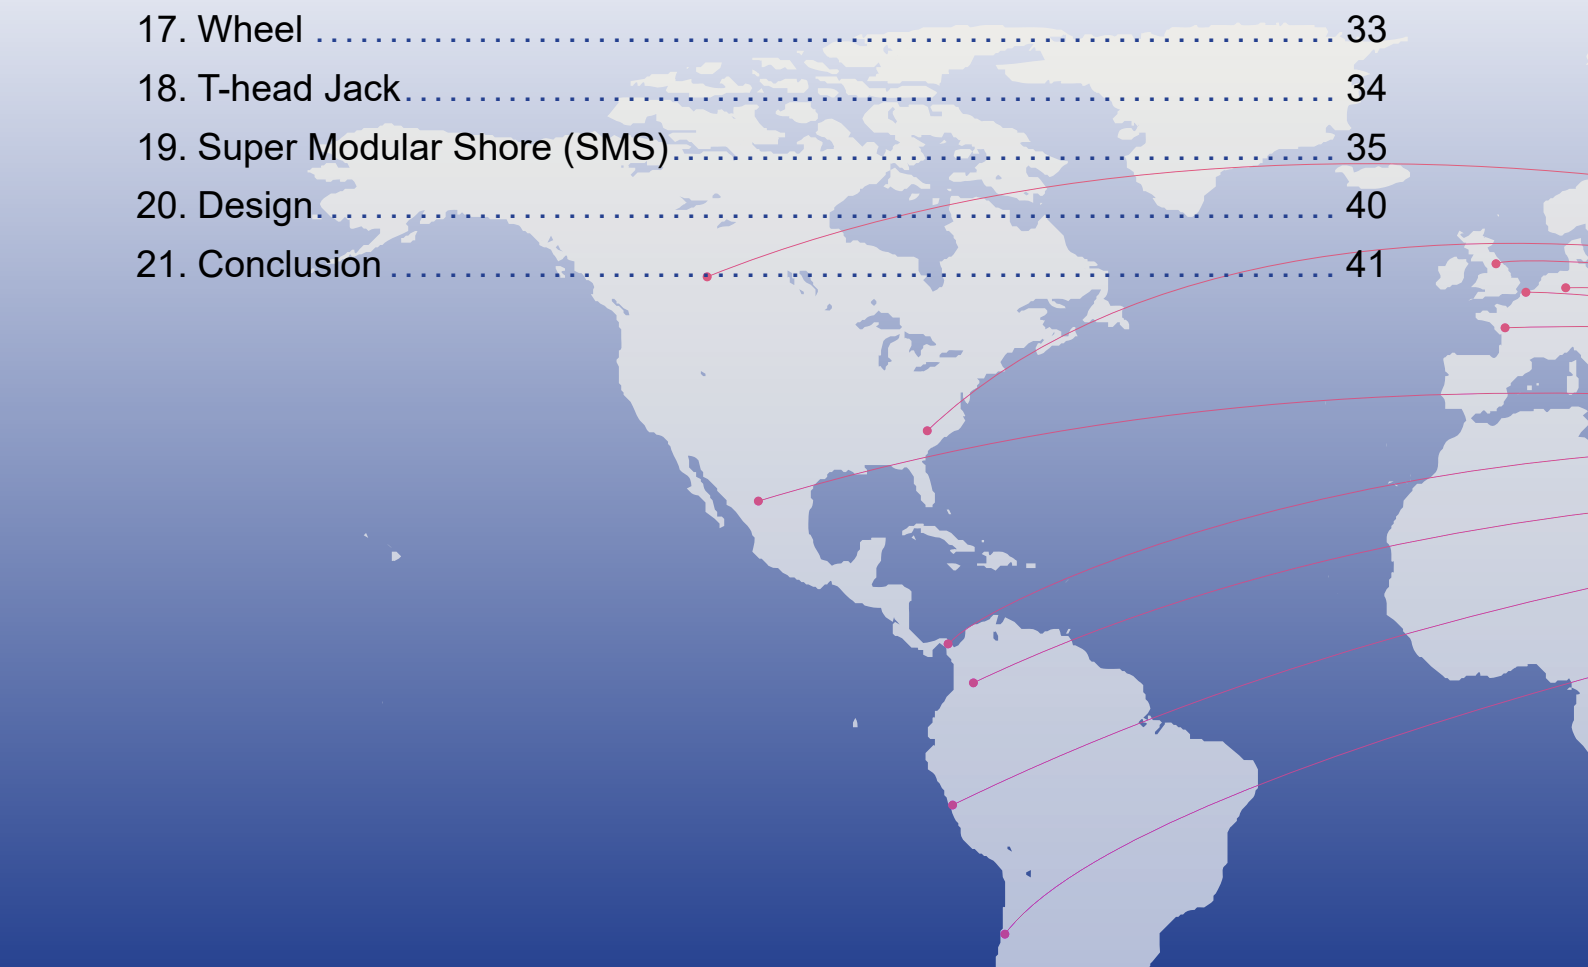 17. Wheel ..................................................................... 33
18. T-head Jack............................................................... 34
19. Super Modular Shore (SMS)............................................. 35
20. Design..................................................................... 40
21. Conclusion ................................................................ 41